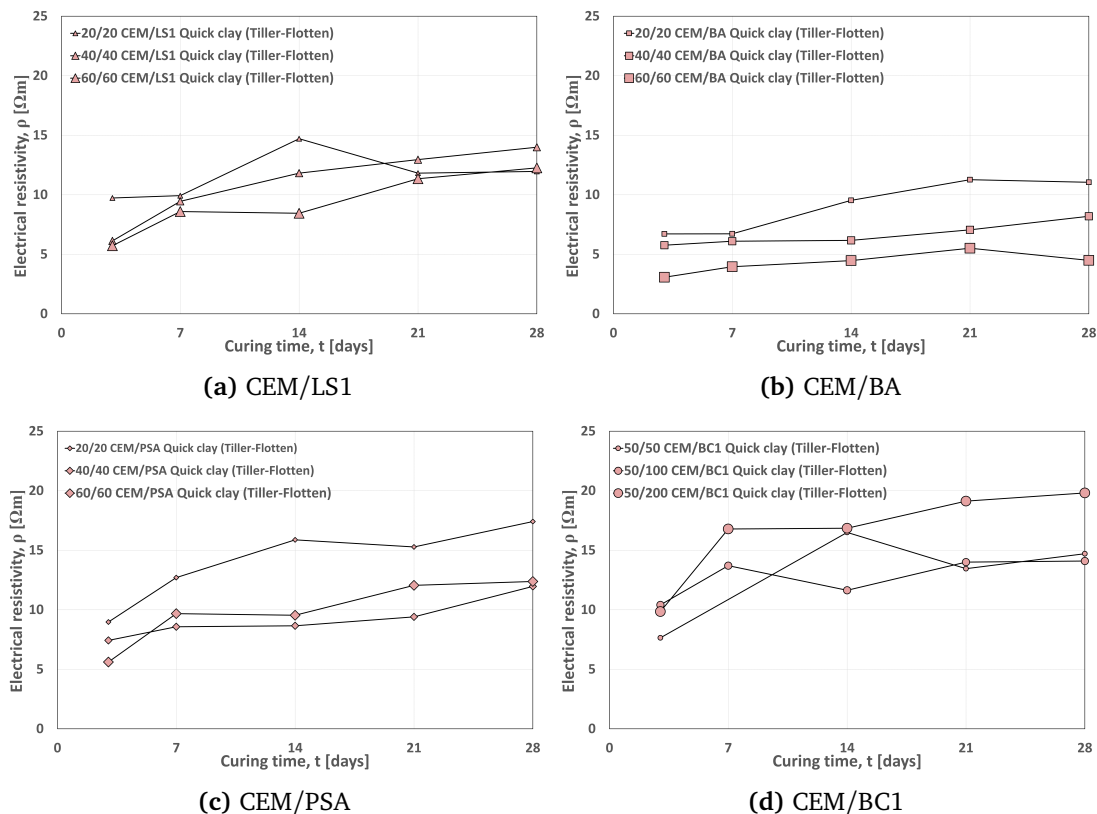 25
20
15
10
5
0
Electrical resistivity, ρ [Ωm]
20/20 CEM/LS1 Quick clay (Tiller-Flotten)
40/40 CEM/LS1 Quick clay (Tiller-Flotten)
60/60 CEM/LS1 Quick clay (Tiller-Flotten)
0 7 14 21 28
Curing time, t [days]
(a) CEM/LS1
25
20
15
10
5
0
Electrical resistivity, ρ [Ωm]
20/20 CEM/BA Quick clay (Tiller-Flotten)
40/40 CEM/BA Quick clay (Tiller-Flotten)
60/60 CEM/BA Quick clay (Tiller-Flotten)
0 7 14 21 28
Curing time, t [days]
(b) CEM/BA
25
20
15
10
5
0
Electrical resistivity, ρ [Ωm]
20/20 CEM/PSA Quick clay (Tiller-Flotten)
40/40 CEM/PSA Quick clay (Tiller-Flotten)
60/60 CEM/PSA Quick clay (Tiller-Flotten)
0 7 14 21 28
Curing time, t [days]
(c) CEM/PSA
25
20
15
10
5
0
Electrical resistivity, ρ [Ωm]
50/50 CEM/BC1 Quick clay (Tiller-Flotten)
50/100 CEM/BC1 Quick clay (Tiller-Flotten)
50/200 CEM/BC1 Quick clay (Tiller-Flotten)
0 7 14 21 28
Curing time, t [days]
(d) CEM/BC1